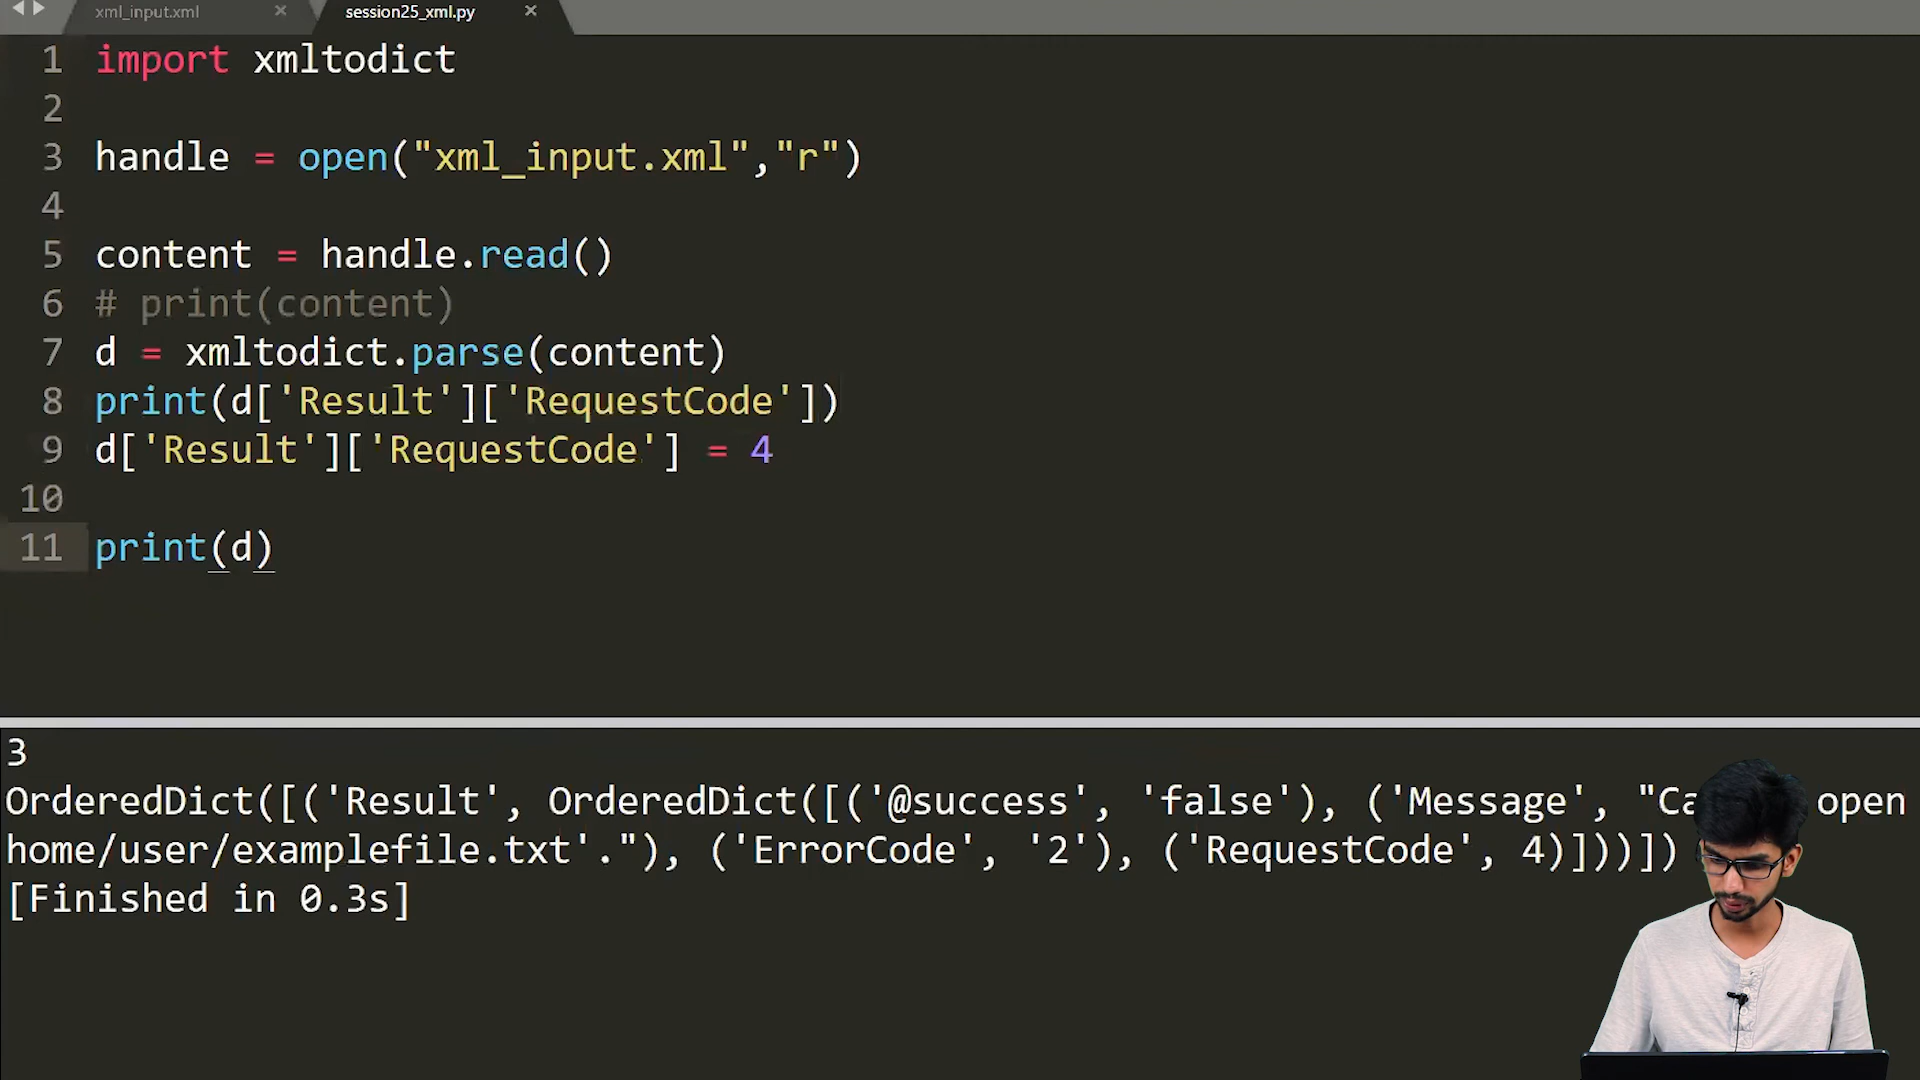 xml_input.xml
session25_xml.py
1 import xmltodict
2
3 handle = open("xml_input.xml","r")
4
5 content = handle.read()
6 # print(content)
7 d = xmltodict.parse(content)
8 print(d['Result']['RequestCode'])
9 d['Result']['RequestCode'] = 4
10
11 print(d)
3
OrderedDict([('Result', OrderedDict([('@success', 'false'), ('Message', " open
home/user/examplefile.txt'."), ('ErrorCode', '2'), ('RequestCode', 4)]))])
[Finished in 0.3s]